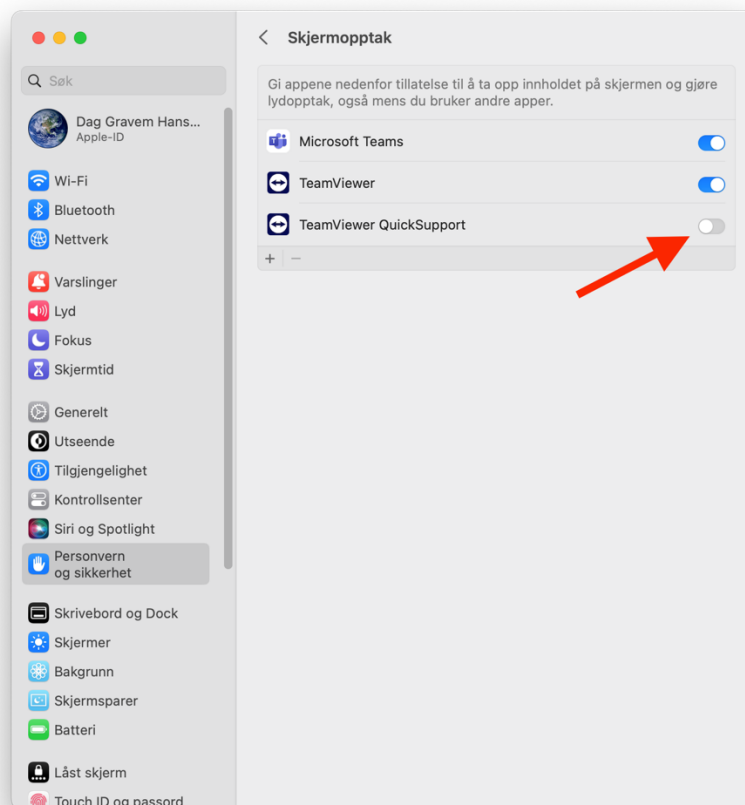 Skjermopptak
Søk
Dag Gravem Hans...
Apple-ID
Wi-Fi
Bluetooth
Nettverk
Varslinger
Lyd
Fokus
Skjermtid
Generelt
Utseende
Tilgjengelighet
Kontrollsenter
Siri og Spotlight
Personvern
og sikkerhet
Skrivebord og Dock
Skjermer
Bakgrunn
Skjermsparer
Batteri
Låst skjerm
Touch ID og passord
Gi appene nedenfor tillatelse til å ta opp innholdet på skjermen og gjøre
lydopptak, også mens du bruker andre apper.
Microsoft Teams
TeamViewer
TeamViewer QuickSupport